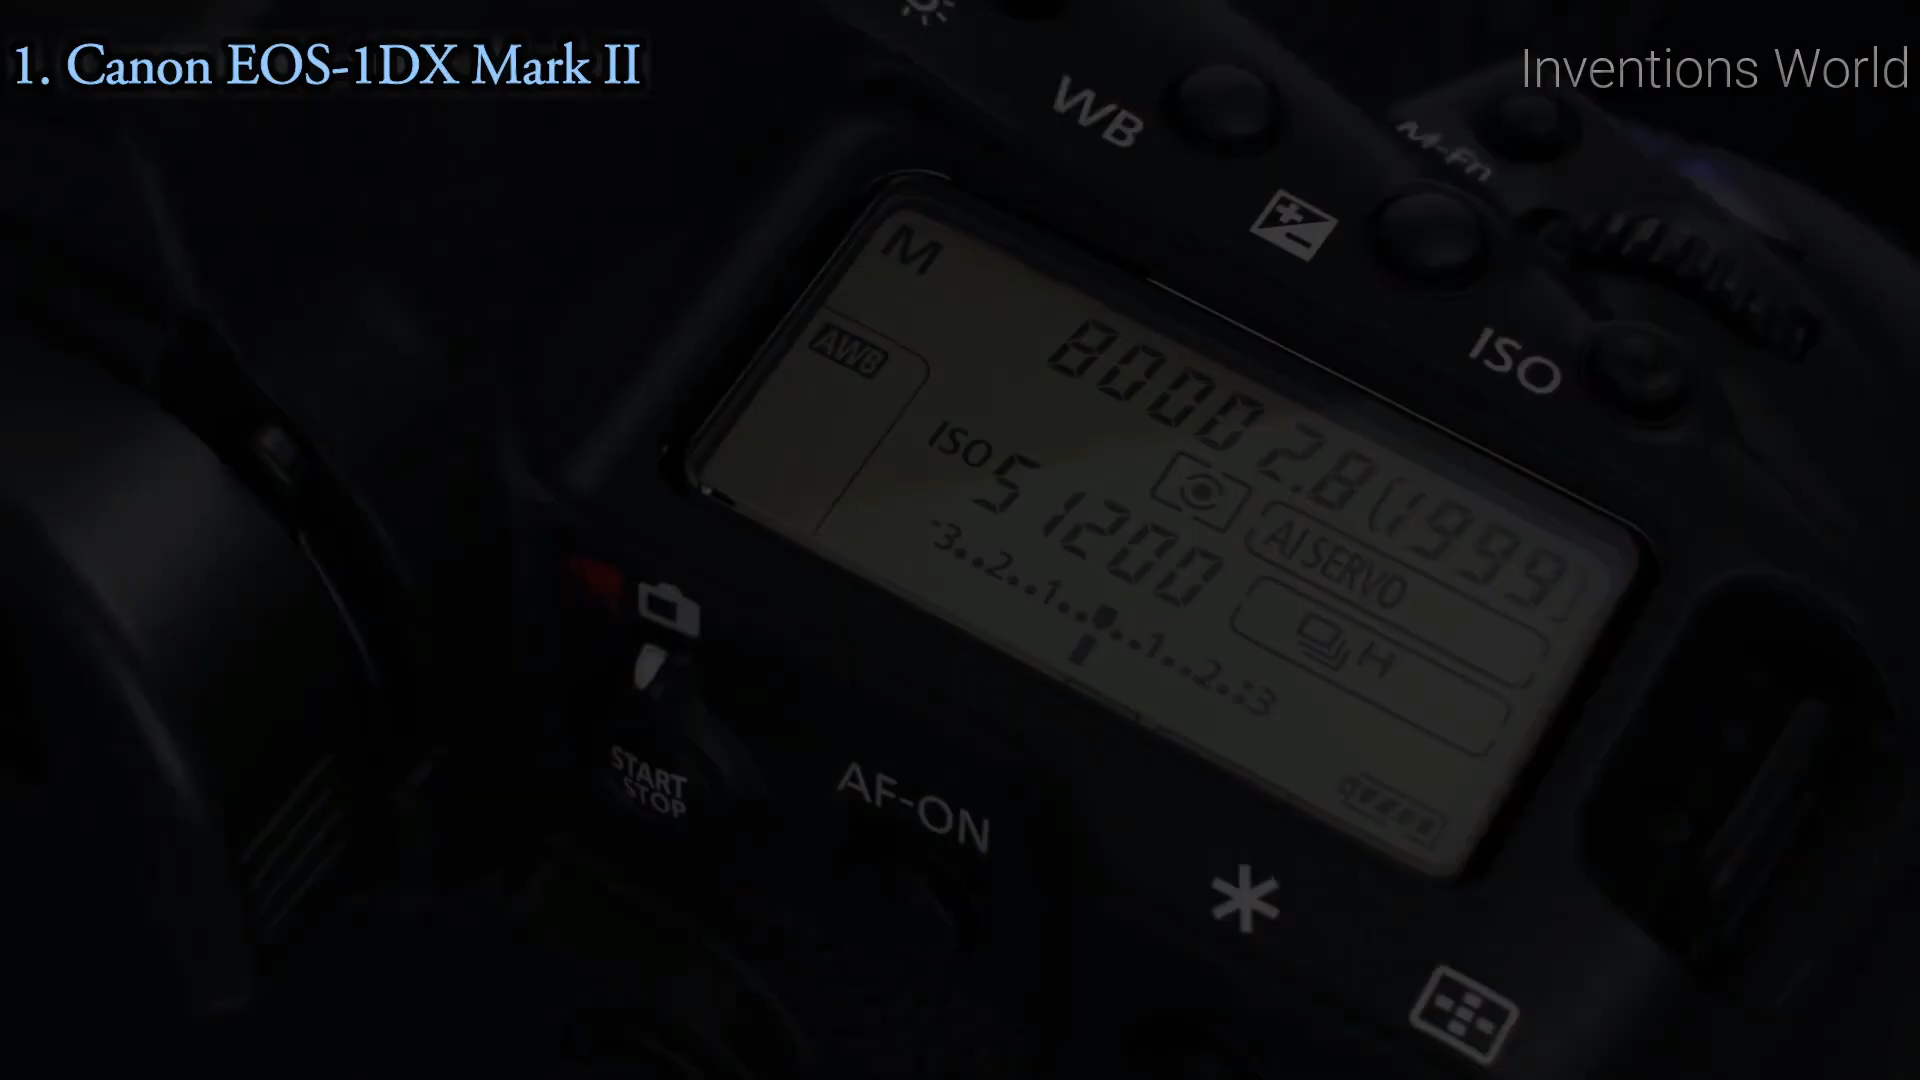 1. Canon EOS-1DX Mark II
Inventions World
WB
M-Fn
ISO
M
AWB
8000 2.8 (1999)
ISO 51200
AI SERVO
-3..2..1..●..1..2.:3
H
START
STOP
AF-ON